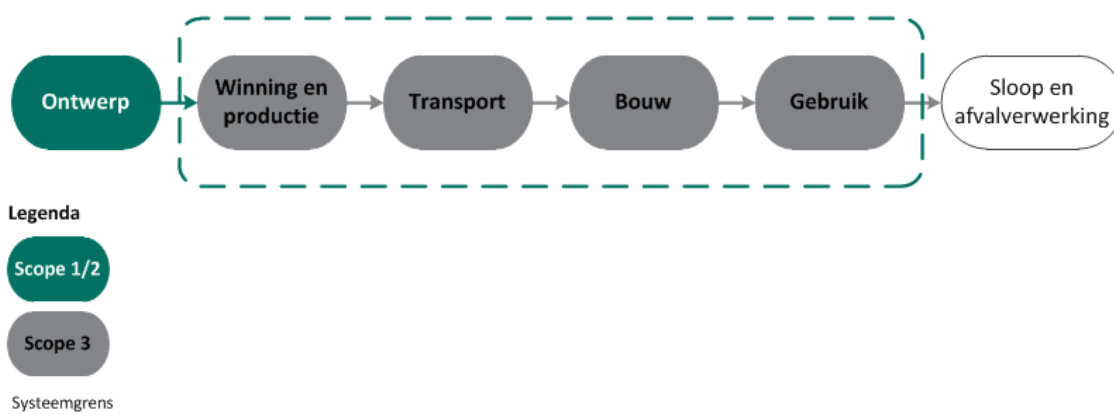 Ontwerp
Winning en
productie
Transport
Bouw
Gebruik
Sloop en
afvalverwerking
Legenda
Scope 1/2
Scope 3
Systeemgrens